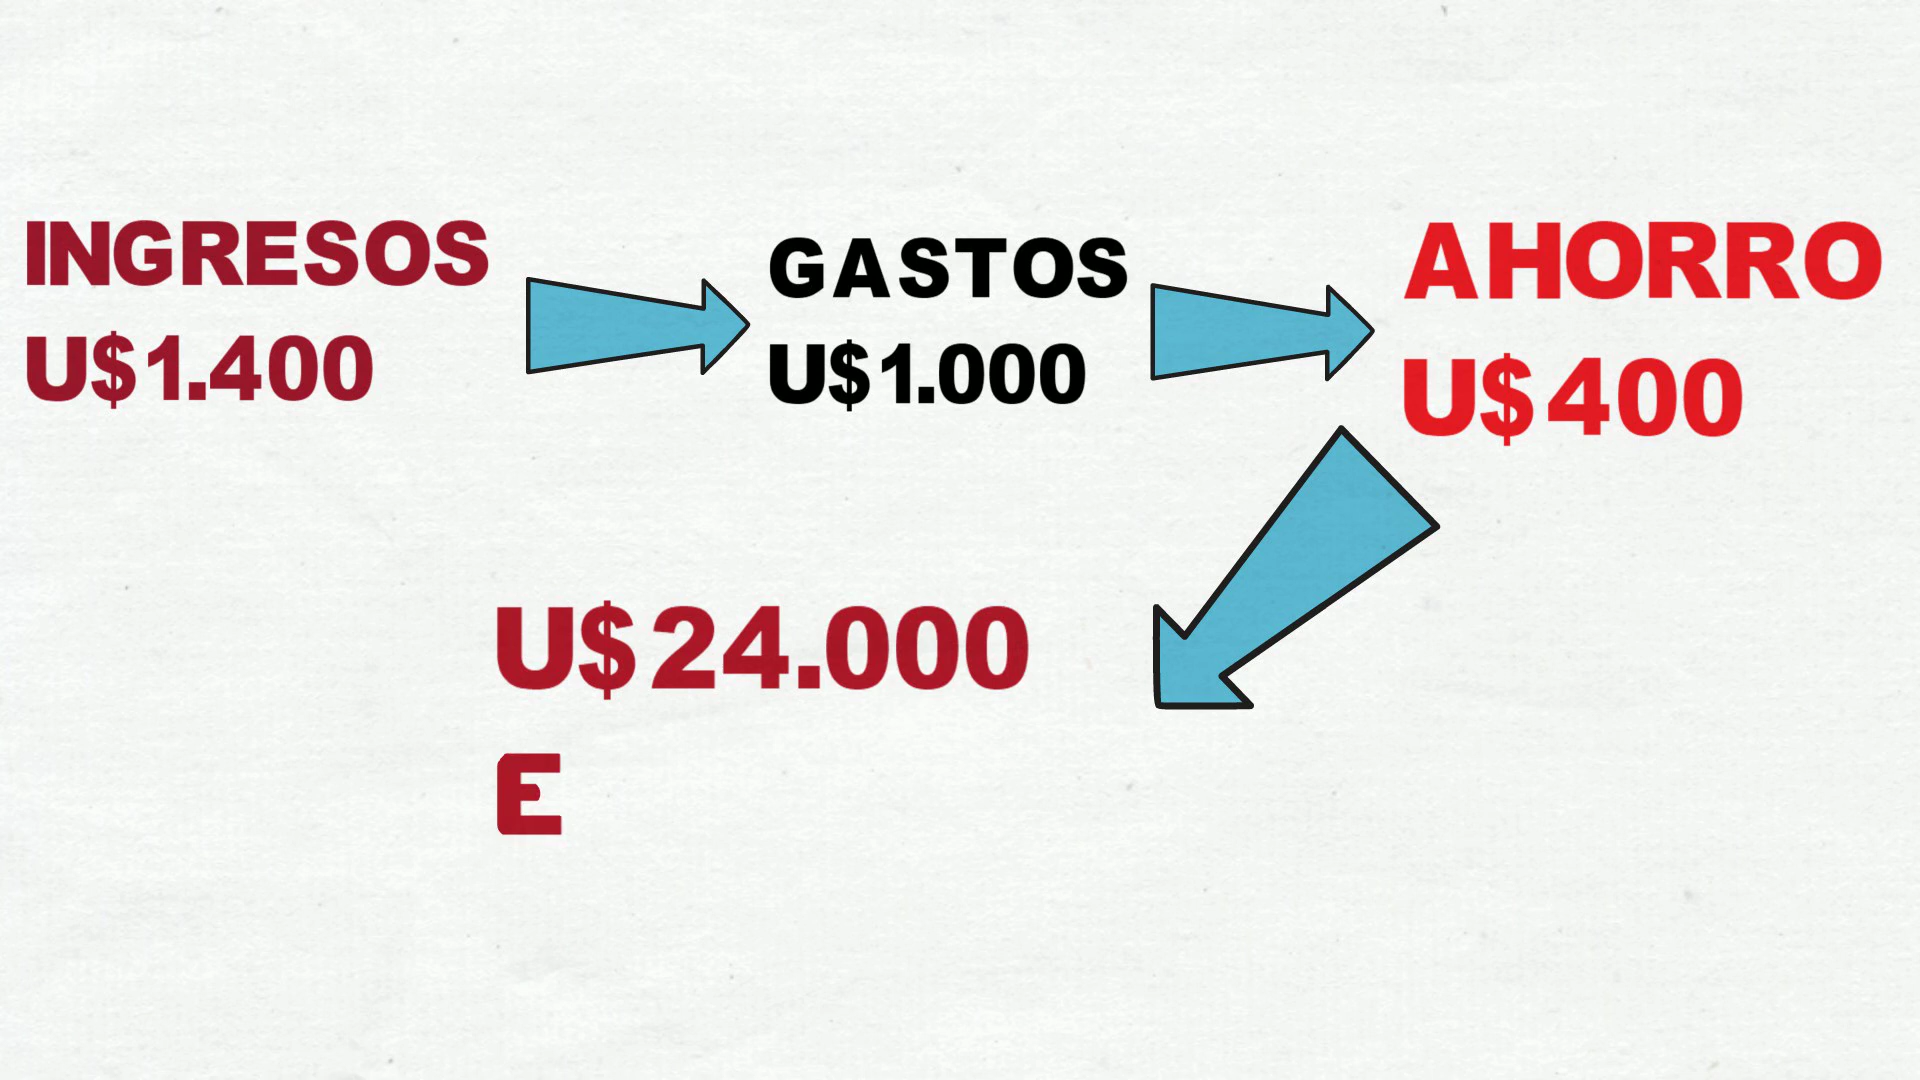 INGRESOS
U$1.400
GASTOS
U$1.000
AHORRO
U$400
U$24.000
E